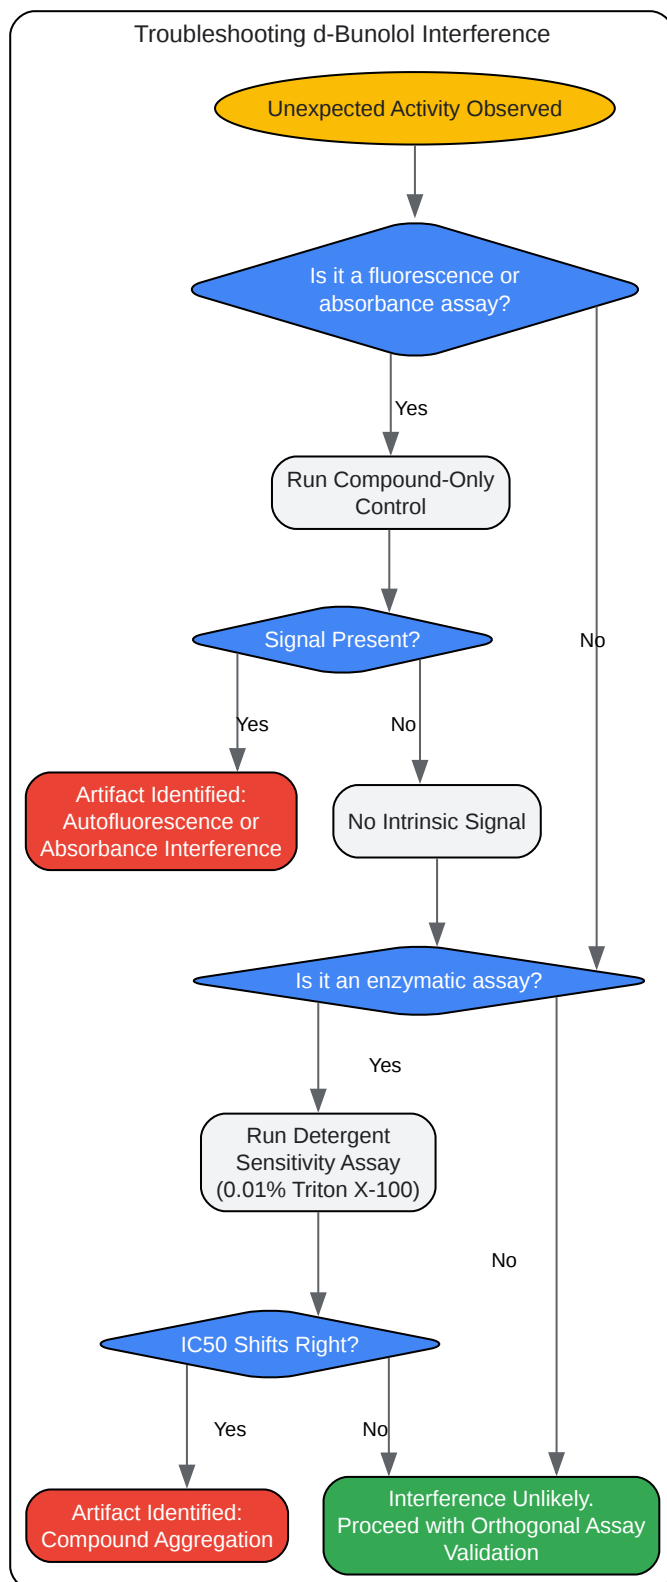 Troubleshooting d-Bunolol Interference
Unexpected Activity Observed
Is it a fluorescence or
absorbance assay?
Yes
Run Compound-Only
Control
Signal Present?
No
Yes
No
Artifact Identified:
Autofluorescence or
Absorbance Interference
No Intrinsic Signal
Is it an enzymatic assay?
Yes
Run Detergent
Sensitivity Assay
(0.01% Triton X-100)
No
IC50 Shifts Right?
Yes
No
Artifact Identified:
Compound Aggregation
Interference Unlikely.
Proceed with Orthogonal Assay
Validation